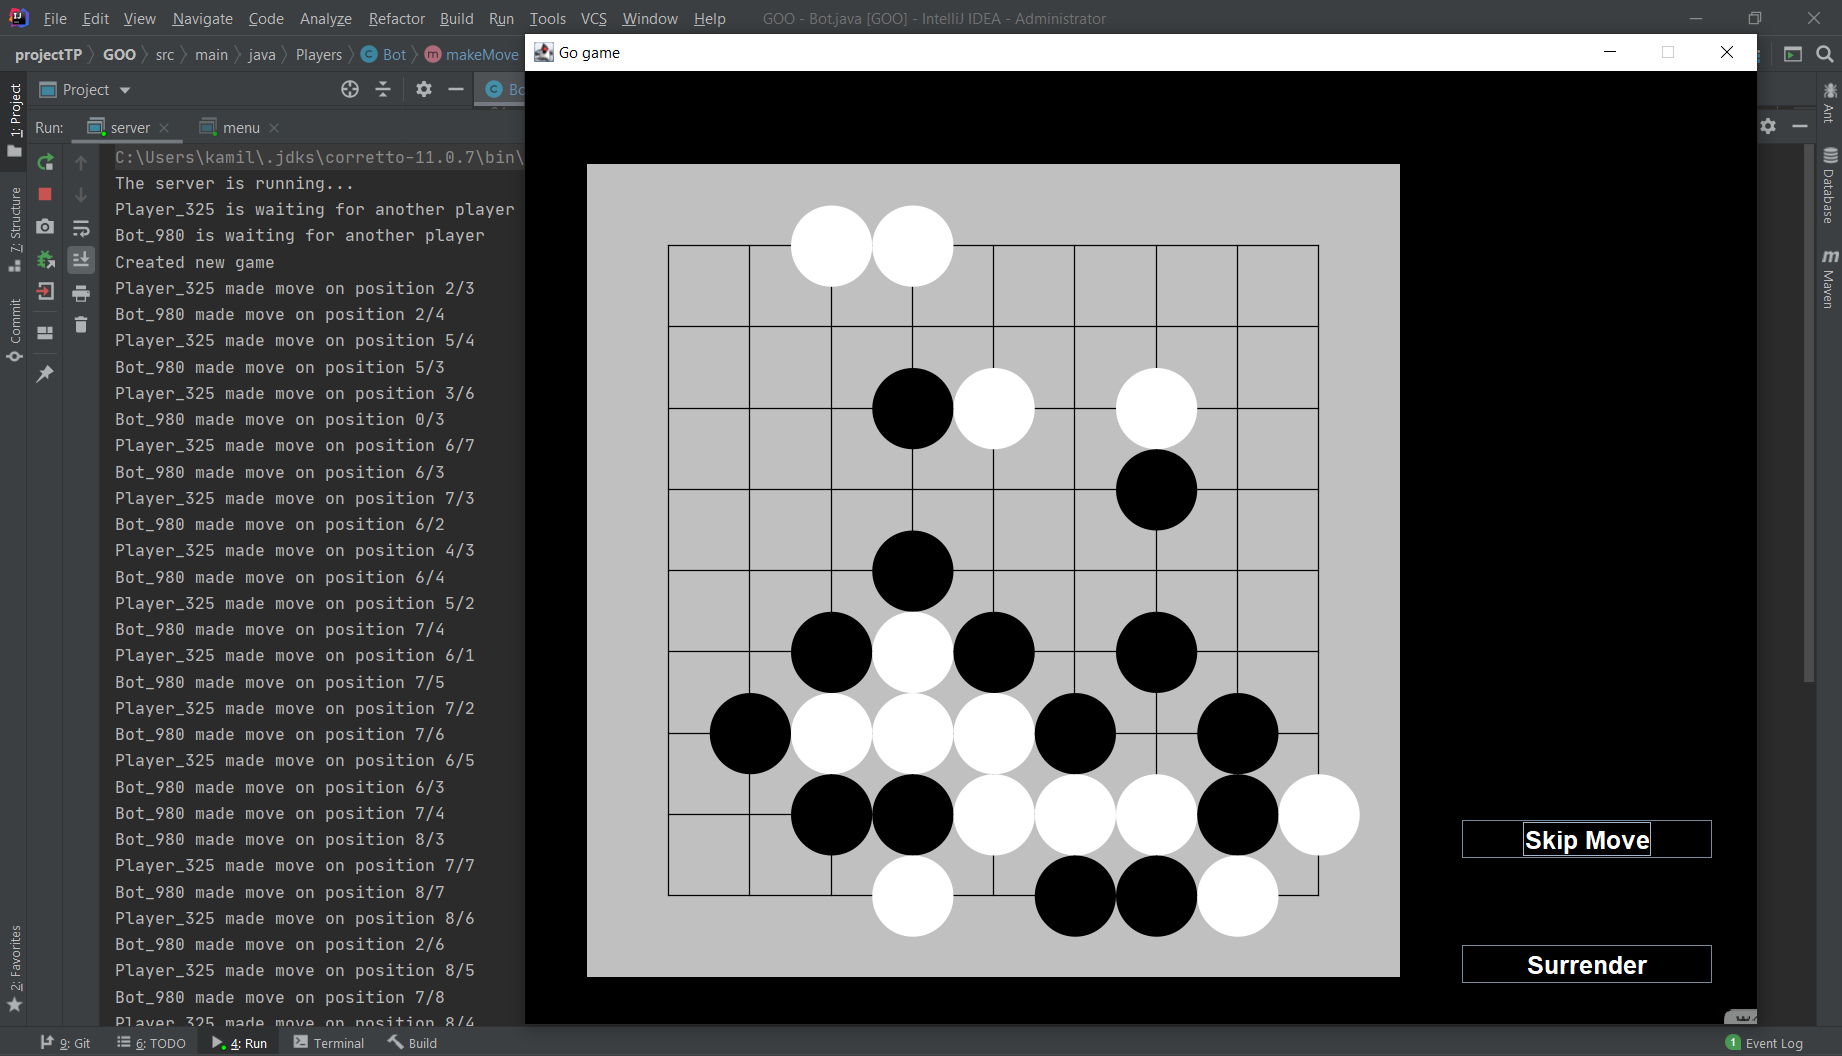 File Edit View Navigate Code Analyze Refactor Build Run Tools VCS Window Help GOO - Bot.java [GOO] - IntelliJ IDEA - Administrator
projectTP GOO src main java Players Bot makeMove
Go game
Project
Run: server menu
C:\Users\kamil\.jdks\corretto-11.0.7\bin\
The server is running...
Player_325 is waiting for another player
Bot_980 is waiting for another player
Created new game
Player_325 made move on position 2/3
Bot_980 made move on position 2/4
Player_325 made move on position 5/4
Bot_980 made move on position 5/3
Player_325 made move on position 3/6
Bot_980 made move on position 0/3
Player_325 made move on position 6/7
Bot_980 made move on position 6/3
Player_325 made move on position 7/3
Bot_980 made move on position 6/2
Player_325 made move on position 4/3
Bot_980 made move on position 6/4
Player_325 made move on position 5/2
Bot_980 made move on position 7/4
Player_325 made move on position 6/1
Bot_980 made move on position 7/5
Player_325 made move on position 7/2
Bot_980 made move on position 7/6
Player_325 made move on position 6/5
Bot_980 made move on position 6/3
Bot_980 made move on position 7/4
Bot_980 made move on position 8/3
Player_325 made move on position 7/7
Bot_980 made move on position 8/7
Player_325 made move on position 8/6
Bot_980 made move on position 2/6
Player_325 made move on position 8/5
Bot_980 made move on position 7/8
Player_325 made move on position 8/4
Skip Move
Surrender
1: Project
7: Structure
Commit
2: Favorites
Ant
Database
Maven
9: Git 6: TODO 4: Run Terminal Build 1 Event Log